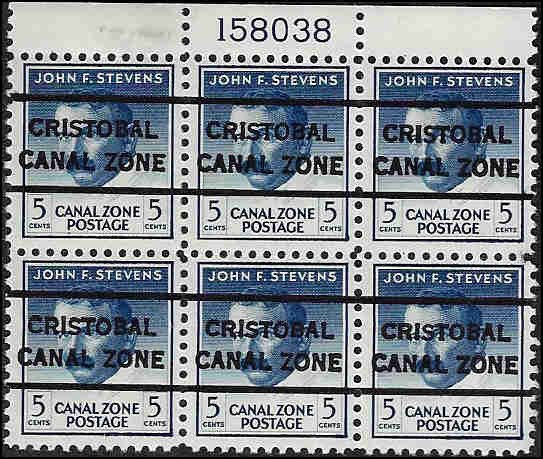 158038
JOHN F. STEVENS JOHN F. STEVENS JOHN F. STEVENS
CRISTOBAL CRISTOBAL CRISTOBAL
CANAL ZONE CANAL ZONE CANAL ZONE
5 CENTS CANAL ZONE POSTAGE 5 CENTS 5 CENTS CANAL ZONE POSTAGE 5 CENTS 5 CENTS CANAL ZONE POSTAGE 5 CENTS
JOHN F. STEVENS JOHN F. STEVENS JOHN F. STEVENS
CRISTOBAL CRISTOBAL CRISTOBAL
CANAL ZONE CANAL ZONE CANAL ZONE
5 CENTS CANAL ZONE POSTAGE 5 CENTS 5 CENTS CANAL ZONE POSTAGE 5 CENTS 5 CENTS CANAL ZONE POSTAGE 5 CENTS